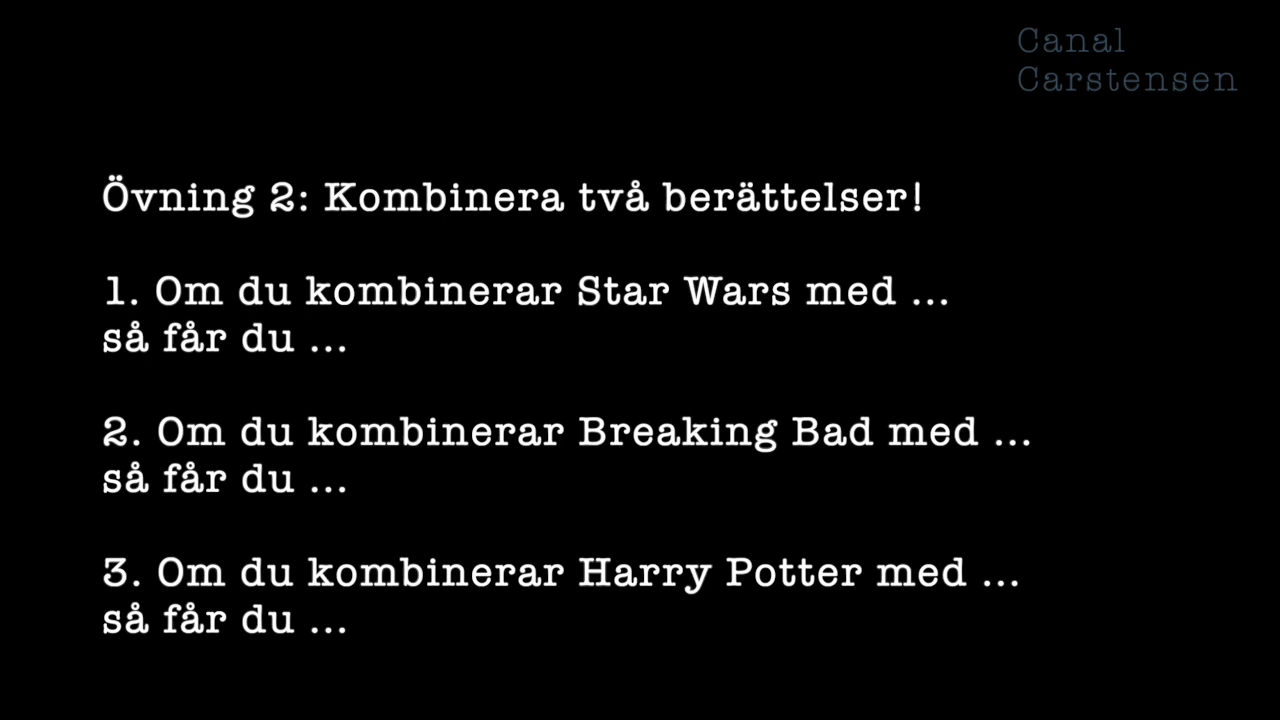 Canal
Carstensen
Övning 2: Kombinera två berättelser!
1. Om du kombinerar Star Wars med ...
så får du ...
2. Om du kombinerar Breaking Bad med ...
så får du ...
3. Om du kombinerar Harry Potter med ...
så får du ...